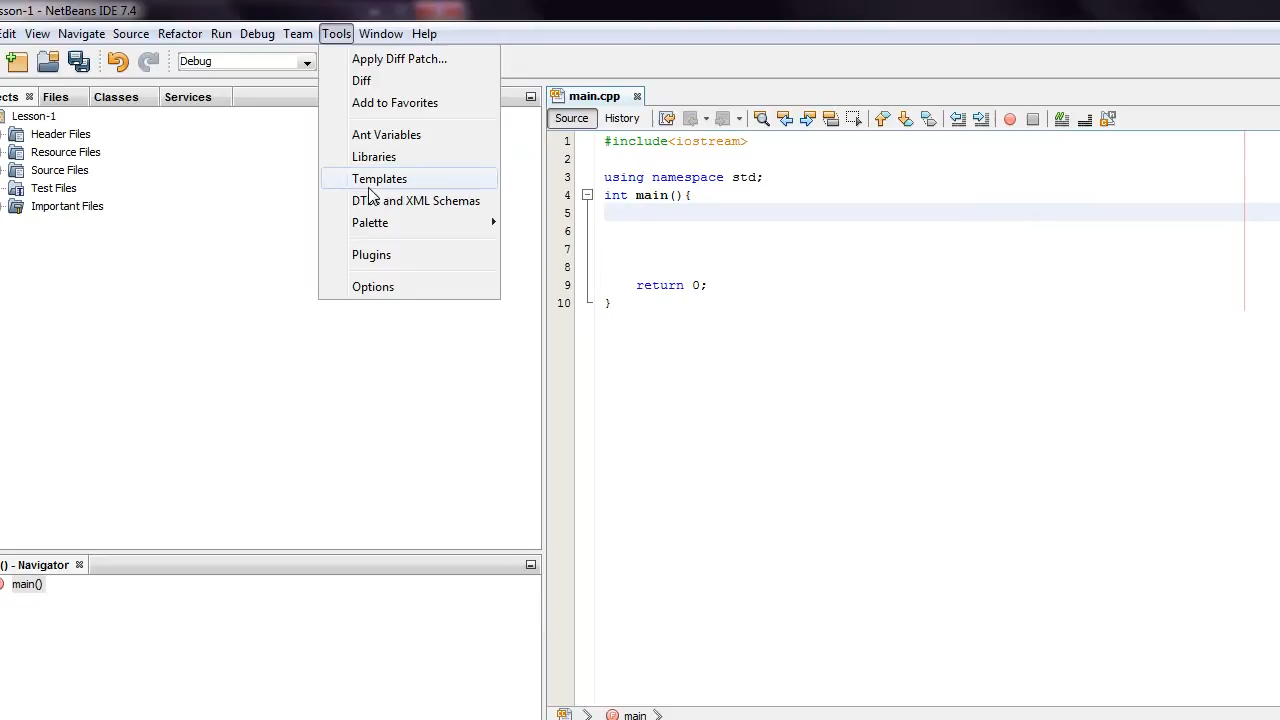 sson-1 - NetBeans IDE 7.4
Edit View Navigate Source Refactor Run Debug Team Tools Window Help
Debug
Apply Diff Patch...
Diff
Add to Favorites
Ant Variables
Libraries
Templates
DTDs and XML Schemas
Palette
Plugins
Options
ects Files Classes Services
Lesson-1
Header Files
Resource Files
Source Files
Test Files
Important Files
() - Navigator
main()
main.cpp
Source History
1 #include<iostream>
2
3 using namespace std;
4 int main(){
5
6
7
8
9 return 0;
10 }
main